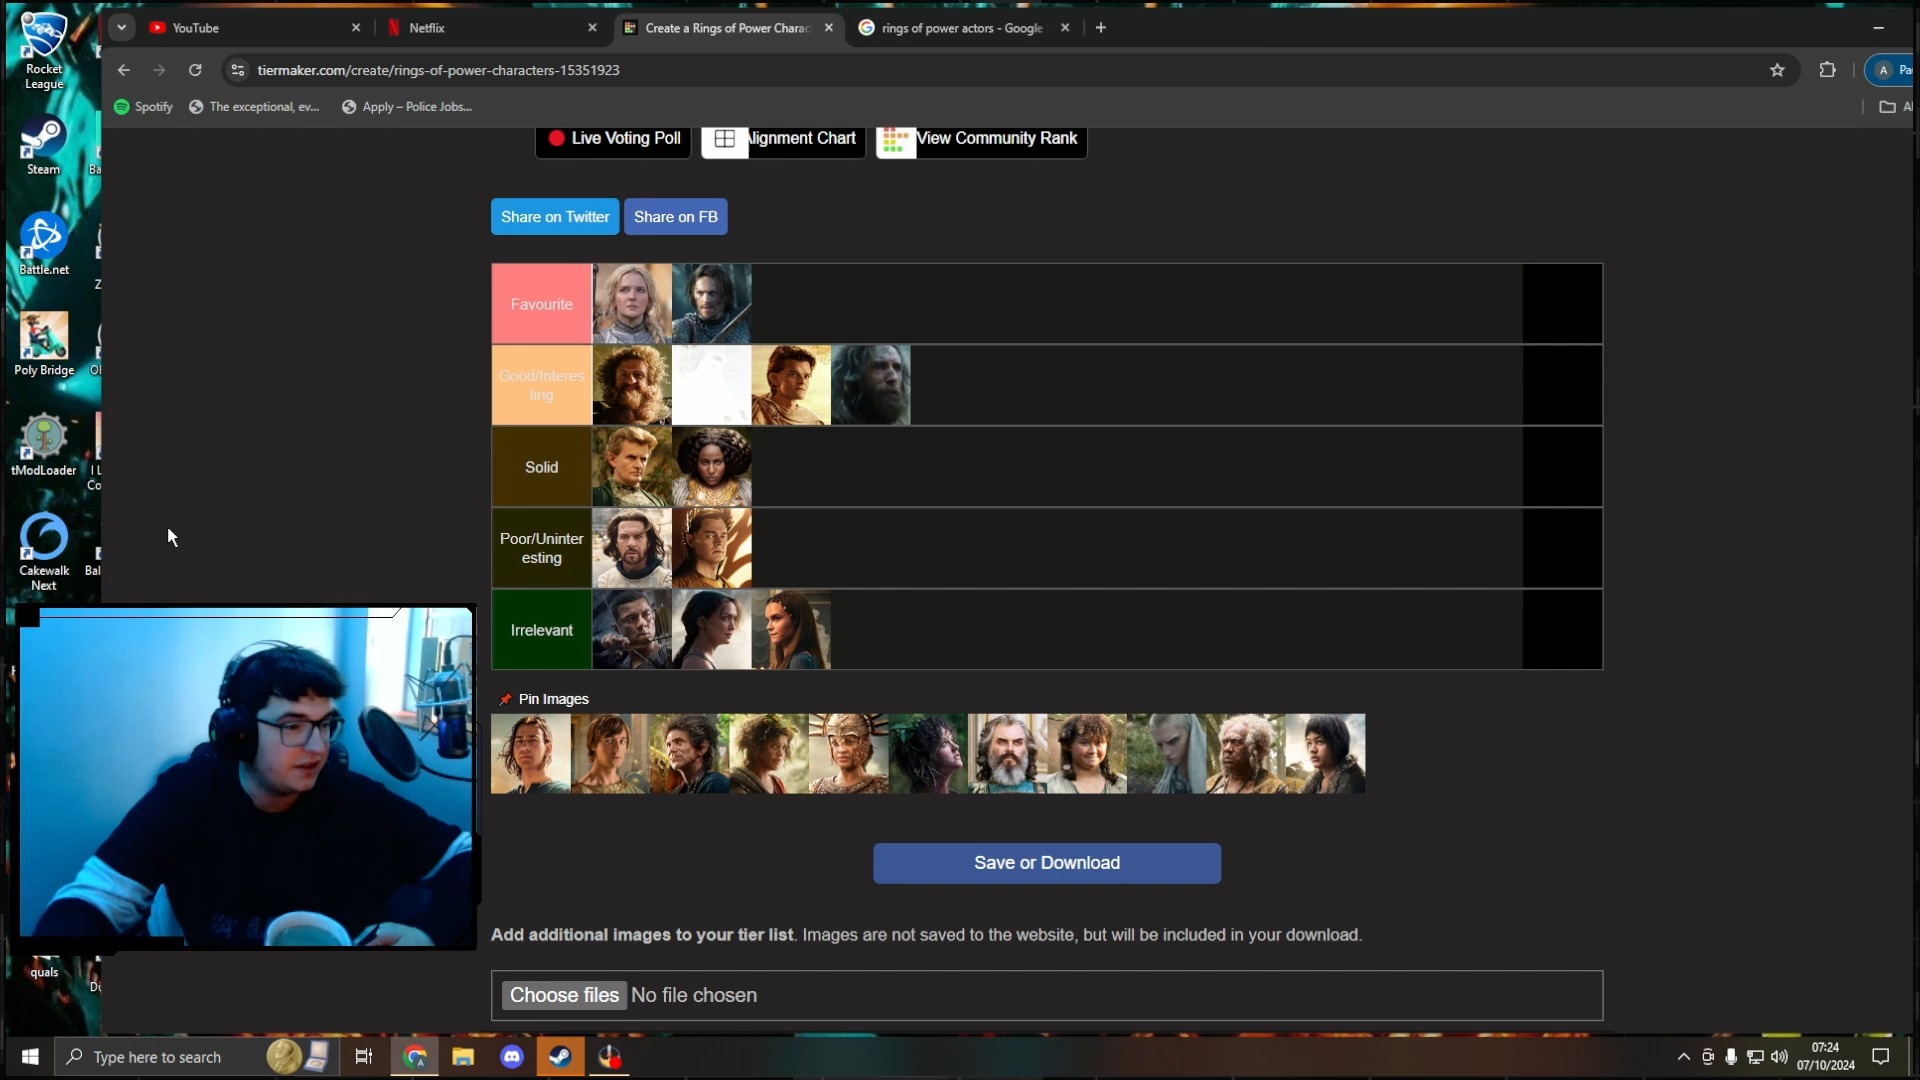 YouTube
Netflix
Create a Rings of Power Charac
rings of power actors - Google
tiermaker.com/create/rings-of-power-characters-15351923
Spotify
The exceptional, ev...
Apply – Police Jobs...
Rocket
League
Steam
Battle.net
Poly Bridge
tModLoader
Cakewalk
Next
quals
Live Voting Poll
lignment Chart
View Community Rank
Share on Twitter
Share on FB
Favourite
Good/Interes
ting
Solid
Poor/Uninter
esting
Irrelevant
Pin Images
Save or Download
Add additional images to your tier list. Images are not saved to the website, but will be included in your download.
Choose files No file chosen
Type here to search
07:24
07/10/2024